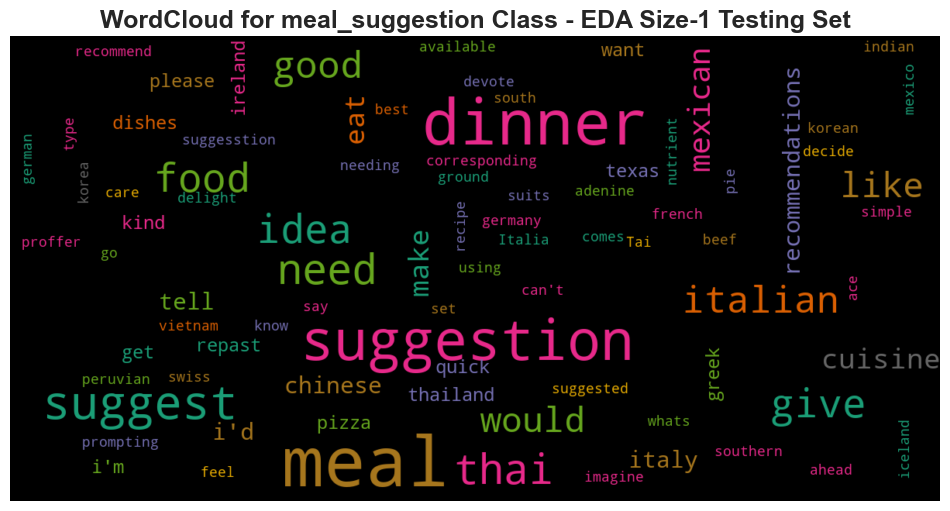 WordCloud for meal_suggestion Class - EDA Size-1 Testing Set
recommend
available
want
indian
ireland
good
please
devote
mexican
mexico
recommendations
south
best
eat
dinner
dishes
type
suggesstion
korean
decide
german
korea
needing
corresponding
nutrient
food
care
delight
ground
texas
pie
adenine
suits
like
simple
kind
proffer
go
idea
need
make
recipe
germany
french
Italia
comes
Tai
beef
using
can't
ace
tell
say
set
italian
vietnam
know
get
repast
suggestion
quick
greek
cuisine
peruvian
swiss
chinese
thailand
suggested
suggest
give
pizza
would
whats
i'd
prompting
i'm
feel
meal
thai
italy
southern
imagine
ahead
iceland